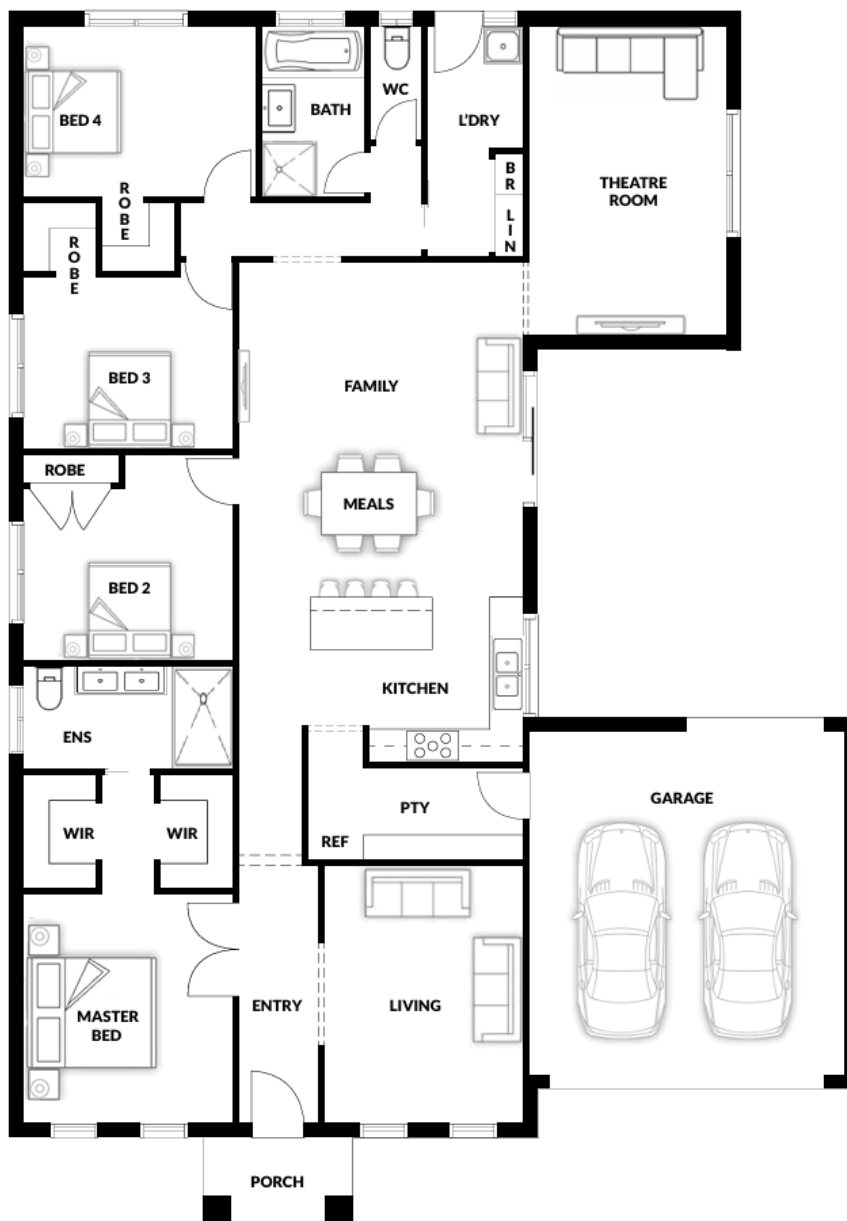 WC
BATH
BED 4
L'DRY
BR
LIN
THEATRE
ROOM
ROBE
ROBE
BED 3
FAMILY
ROBE
MEALS
BED 2
KITCHEN
ENS
GARAGE
PTY
WIR
WIR
REF
ENTRY
LIVING
MASTER
BED
PORCH